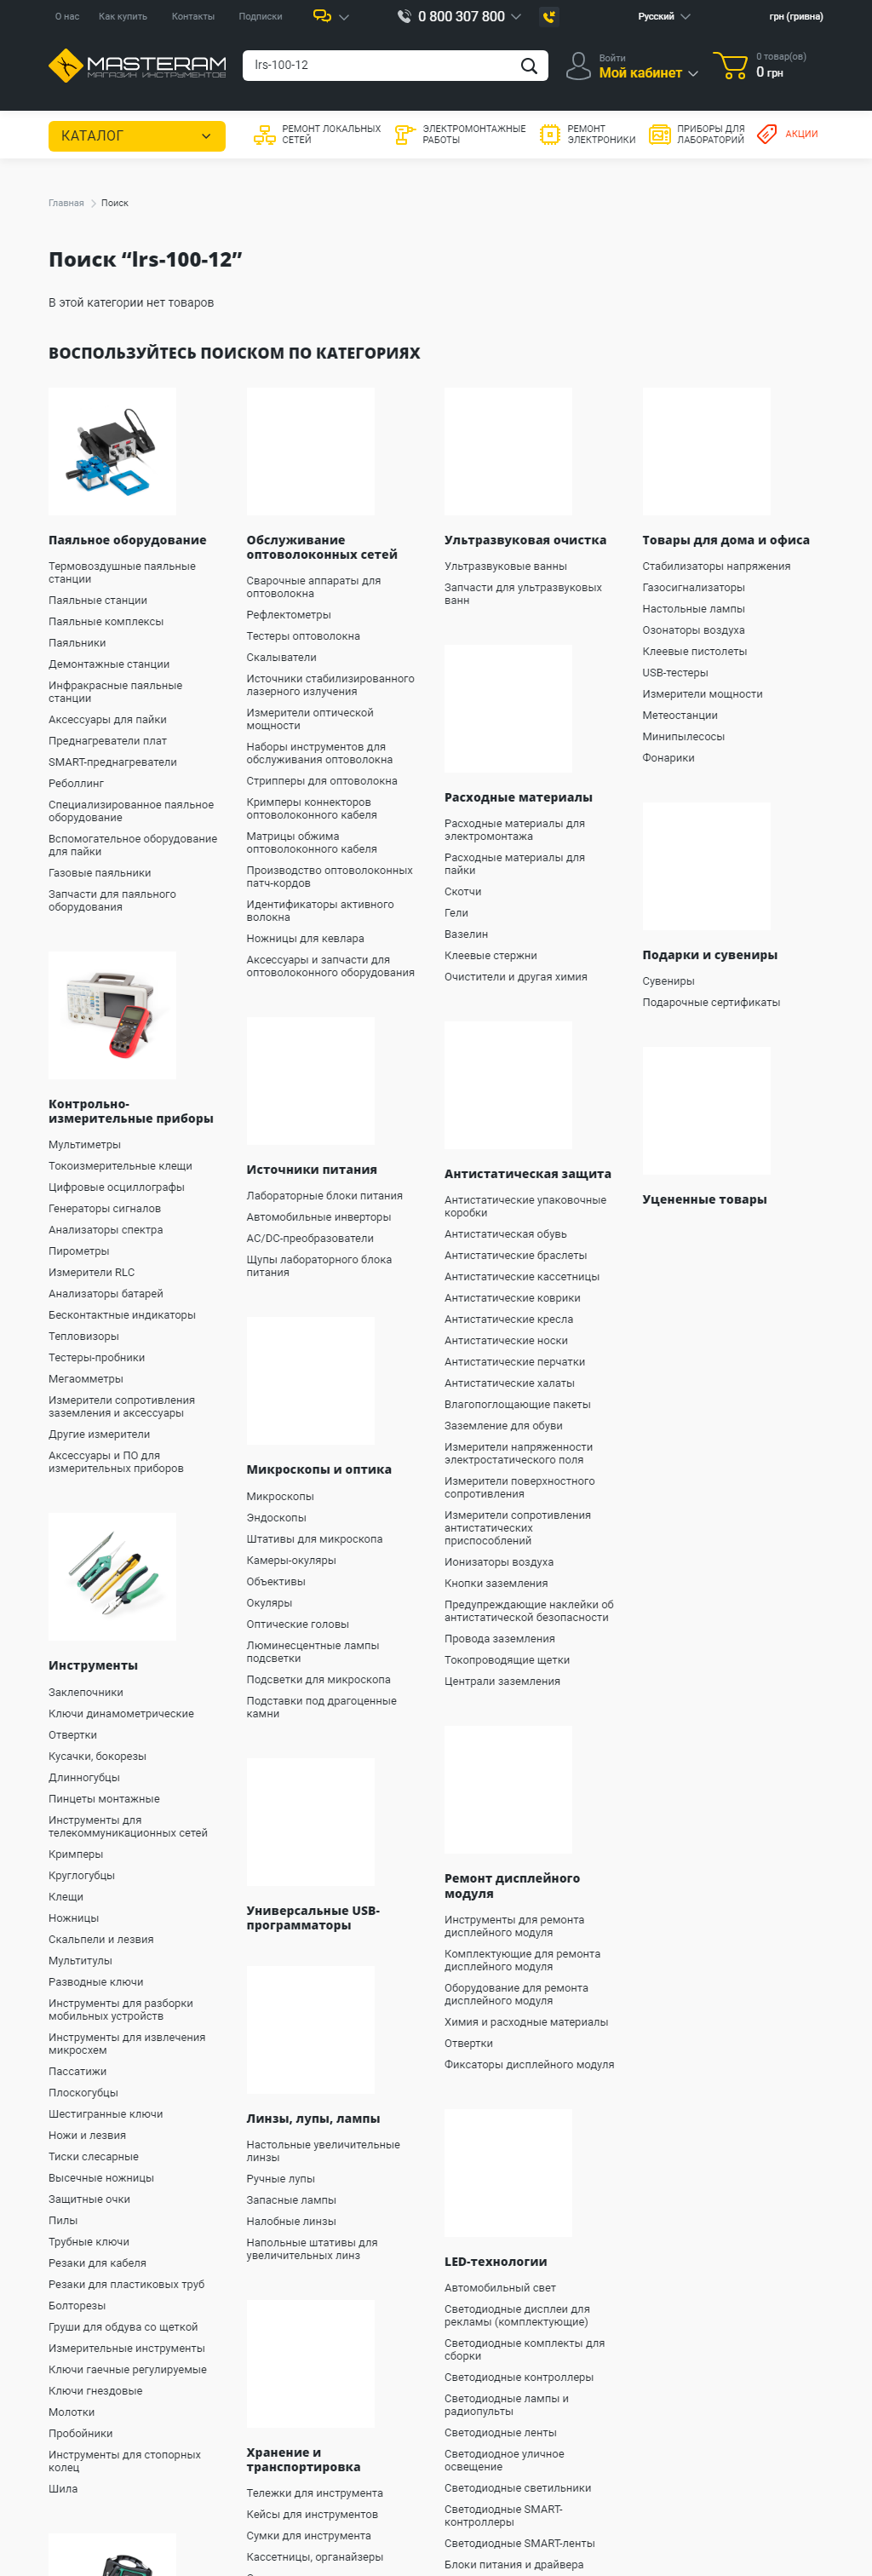 О нас
Как купить
Контакты
Подписки
0 800 307 800
Русский
грн (гривна)
MASTERAM
МАГАЗИН ИНСТРУМЕНТОВ
lrs-100-12
Войти
Мой кабинет
0 товар(ов)
0 грн
КАТАЛОГ
РЕМОНТ ЛОКАЛЬНЫХ
СЕТЕЙ
ЭЛЕКТРОМОНТАЖНЫЕ
РАБОТЫ
РЕМОНТ
ЭЛЕКТРОНИКИ
ПРИБОРЫ ДЛЯ
ЛАБОРАТОРИЙ
АКЦИИ
Главная
Поиск
Поиск “lrs-100-12”
В этой категории нет товаров
ВОСПОЛЬЗУЙТЕСЬ ПОИСКОМ ПО КАТЕГОРИЯХ
Паяльное оборудование
Термовоздушные паяльные
станции
Паяльные станции
Паяльные комплексы
Паяльники
Демонтажные станции
Инфракрасные паяльные
станции
Аксессуары для пайки
Преднагреватели плат
SMART-преднагреватели
Реболлинг
Специализированное паяльное
оборудование
Вспомогательное оборудование
для пайки
Газовые паяльники
Запчасти для паяльного
оборудования
Контрольно-
измерительные приборы
Мультиметры
Токоизмерительные клещи
Цифровые осциллографы
Генераторы сигналов
Анализаторы спектра
Пирометры
Измерители RLC
Анализаторы батарей
Бесконтактные индикаторы
Тепловизоры
Тестеры-пробники
Мегаомметры
Измерители сопротивления
заземления и аксессуары
Другие измерители
Аксессуары и ПО для
измерительных приборов
Инструменты
Заклепочники
Ключи динамометрические
Отвертки
Кусачки, бокорезы
Длинногубцы
Пинцеты монтажные
Инструменты для
телекоммуникационных сетей
Кримперы
Круглогубцы
Клещи
Ножницы
Скальпели и лезвия
Мультитулы
Разводные ключи
Инструменты для разборки
мобильных устройств
Инструменты для извлечения
микросхем
Пассатижи
Плоскогубцы
Шестигранные ключи
Ножи и лезвия
Тиски слесарные
Высечные ножницы
Защитные очки
Пилы
Трубные ключи
Резаки для кабеля
Резаки для пластиковых труб
Болторезы
Груши для обдува со щеткой
Измерительные инструменты
Ключи гаечные регулируемые
Ключи гнездовые
Молотки
Пробойники
Инструменты для стопорных
колец
Шила
Обслуживание
оптоволоконных сетей
Сварочные аппараты для
оптоволокна
Рефлектометры
Тестеры оптоволокна
Скалыватели
Источники стабилизированного
лазерного излучения
Измерители оптической
мощности
Наборы инструментов для
обслуживания оптоволокна
Стрипперы для оптоволокна
Кримперы коннекторов
оптоволоконного кабеля
Матрицы обжима
оптоволоконного кабеля
Производство оптоволоконных
патч-кордов
Идентификаторы активного
волокна
Ножницы для кевлара
Аксессуары и запчасти для
оптоволоконного оборудования
Источники питания
Лабораторные блоки питания
Автомобильные инверторы
AC/DC-преобразователи
Щупы лабораторного блока
питания
Микроскопы и оптика
Микроскопы
Эндоскопы
Штативы для микроскопа
Камеры-окуляры
Объективы
Окуляры
Оптические головы
Люминесцентные лампы
подсветки
Подсветки для микроскопа
Подставки под драгоценные
камни
Универсальные USB-
программаторы
Линзы, лупы, лампы
Настольные увеличительные
линзы
Ручные лупы
Запасные лампы
Налобные линзы
Напольные штативы для
увеличительных линз
Хранение и
транспортировка
Тележки для инструмента
Кейсы для инструментов
Сумки для инструмента
Кассетницы, органайзеры
Ультразвуковая очистка
Ультразвуковые ванны
Запчасти для ультразвуковых
ванн
Расходные материалы
Расходные материалы для
электромонтажа
Расходные материалы для
пайки
Скотчи
Гели
Вазелин
Клеевые стержни
Очистители и другая химия
Антистатическая защита
Антистатические упаковочные
коробки
Антистатическая обувь
Антистатические браслеты
Антистатические кассетницы
Антистатические коврики
Антистатические кресла
Антистатические носки
Антистатические перчатки
Антистатические халаты
Влагопоглощающие пакеты
Заземление для обуви
Измерители напряженности
электростатического поля
Измерители поверхностного
сопротивления
Измерители сопротивления
антистатических
приспособлений
Ионизаторы воздуха
Кнопки заземления
Предупреждающие наклейки об
антистатической безопасности
Провода заземления
Токопроводящие щетки
Централи заземления
Ремонт дисплейного
модуля
Инструменты для ремонта
дисплейного модуля
Комплектующие для ремонта
дисплейного модуля
Оборудование для ремонта
дисплейного модуля
Химия и расходные материалы
Отвертки
Фиксаторы дисплейного модуля
LED-технологии
Автомобильный свет
Светодиодные дисплеи для
рекламы (комплектующие)
Светодиодные комплекты для
сборки
Светодиодные контроллеры
Светодиодные лампы и
радиопульты
Светодиодные ленты
Светодиодное уличное
освещение
Светодиодные светильники
Светодиодные SMART-
контроллеры
Светодиодные SMART-ленты
Блоки питания и драйвера
Товары для дома и офиса
Стабилизаторы напряжения
Газосигнализаторы
Настольные лампы
Озонаторы воздуха
Клеевые пистолеты
USB-тестеры
Измерители мощности
Метеостанции
Минипылесосы
Фонарики
Подарки и сувениры
Сувениры
Подарочные сертификаты
Уцененные товары